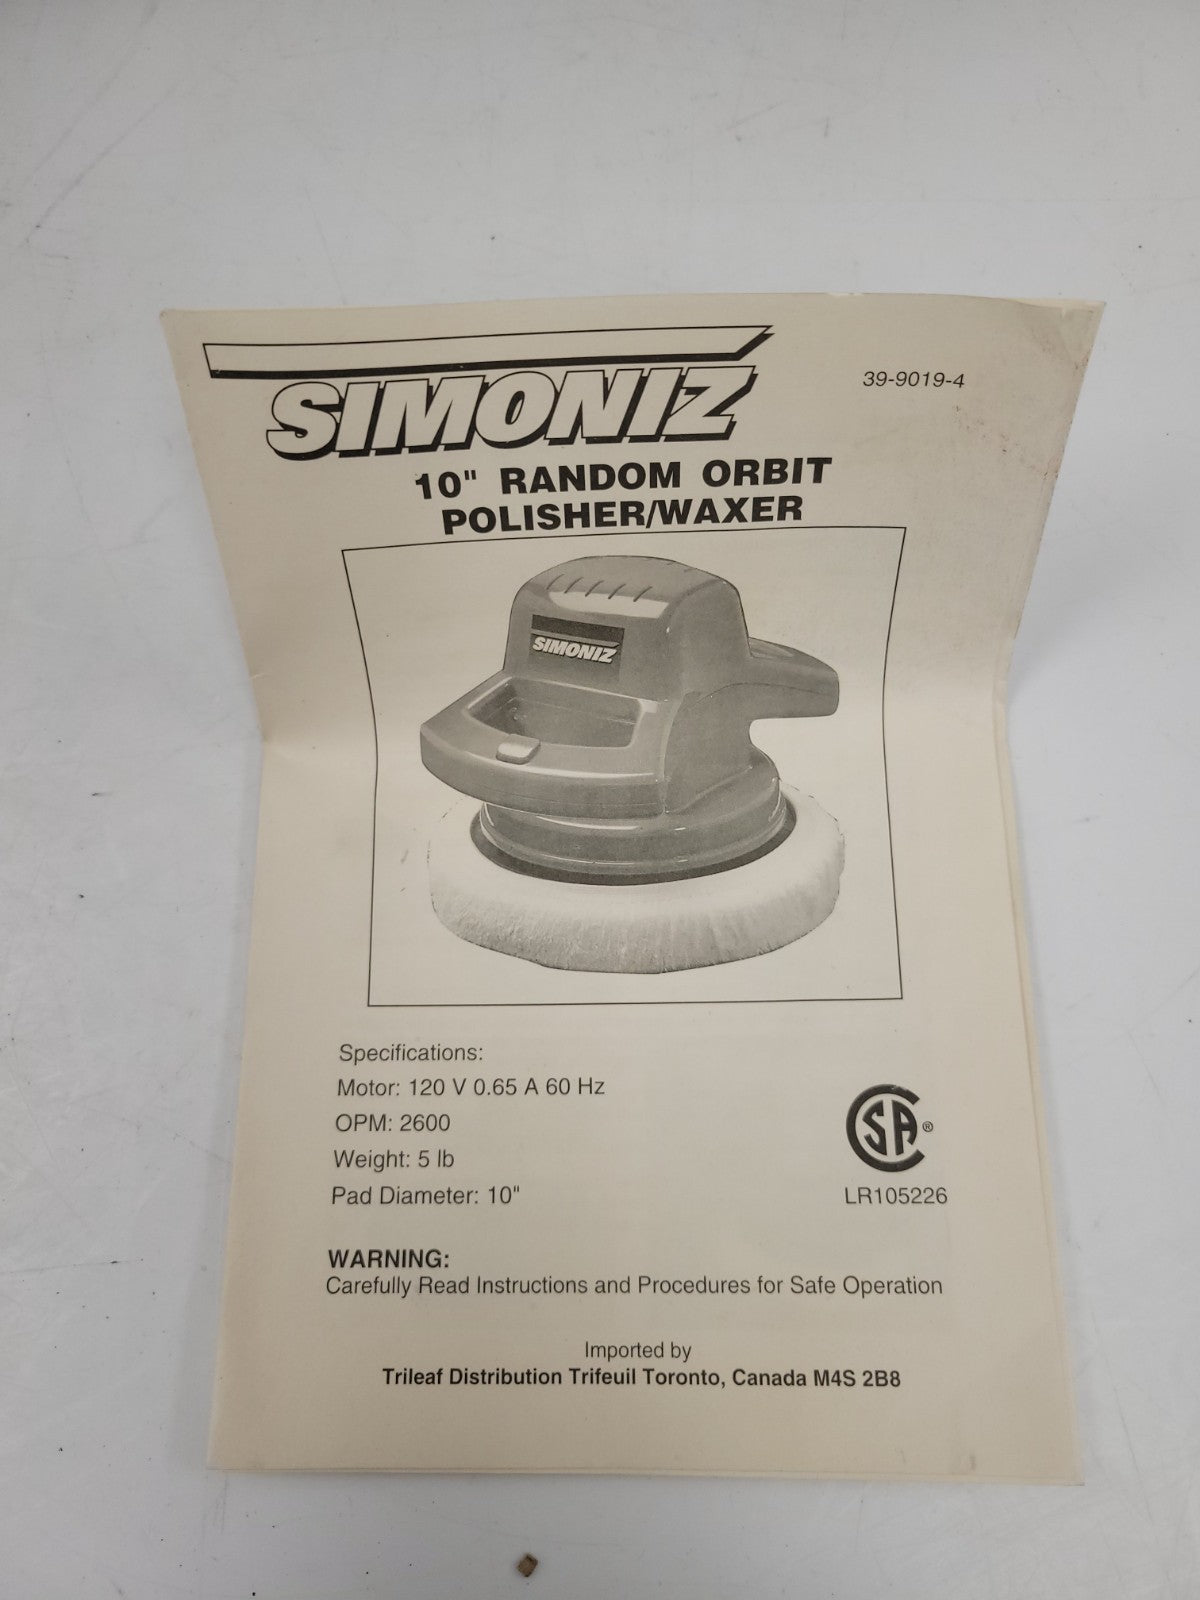 SIMONIZ
39-9019-4
10" RANDOM ORBIT
POLISHER/WAXER
SIMONIZ
Specifications:
Motor: 120 V 0.65 A 60 Hz
OPM: 2600
Weight: 5 lb
Pad Diameter: 10"
CSA ®
LR105226
WARNING:
Carefully Read Instructions and Procedures for Safe Operation
Imported by
Trileaf Distribution Trifeuil Toronto, Canada M4S 2B8